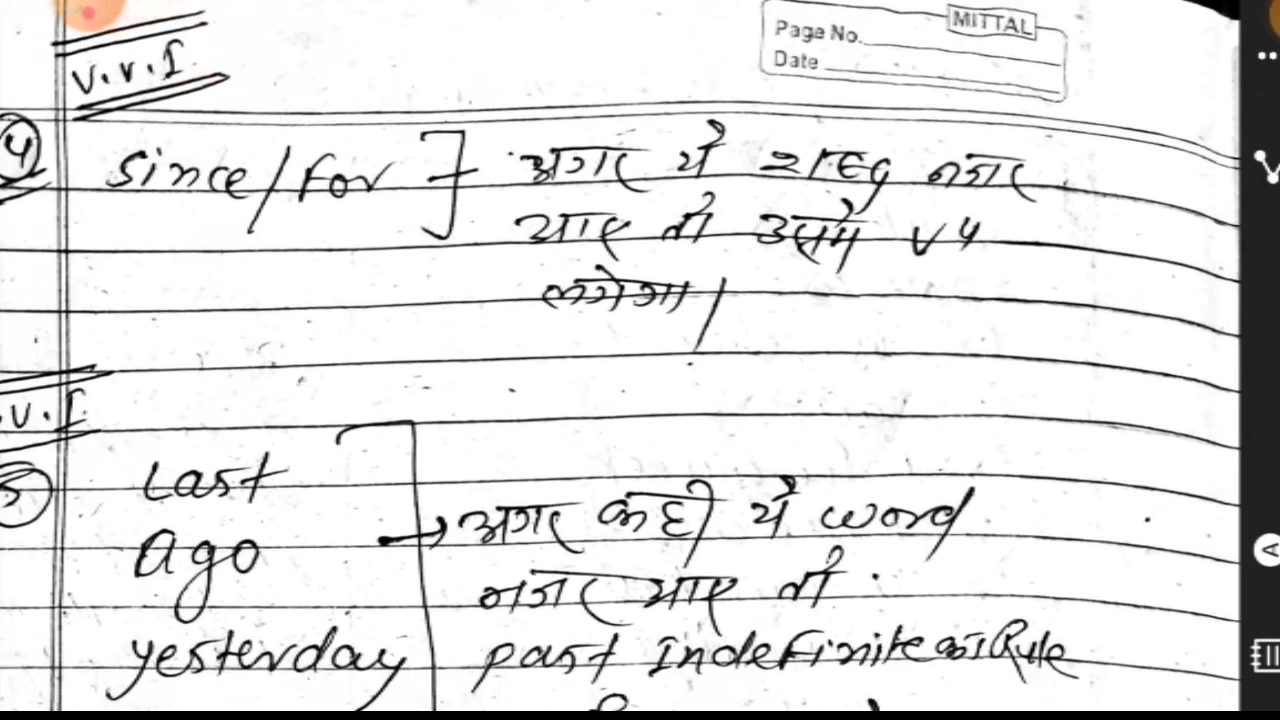 MITTAL
Page No.
Date
V.V.I
4 Since/For अगर ये शब्द नजर
आए तो उसमें V4
लगेगा।
.V.I
5 Last
Ago → अगर कही ये word
नजर आए तो
yesterday past Indefinite का Rule